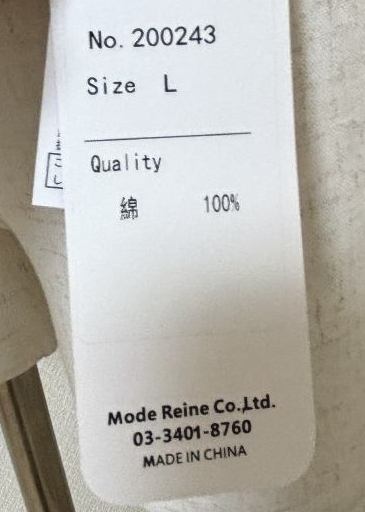 No. 200243
Size L
Quality
綿 100%
Mode Reine Co.,Ltd.
03-3401-8760
MADE IN CHINA